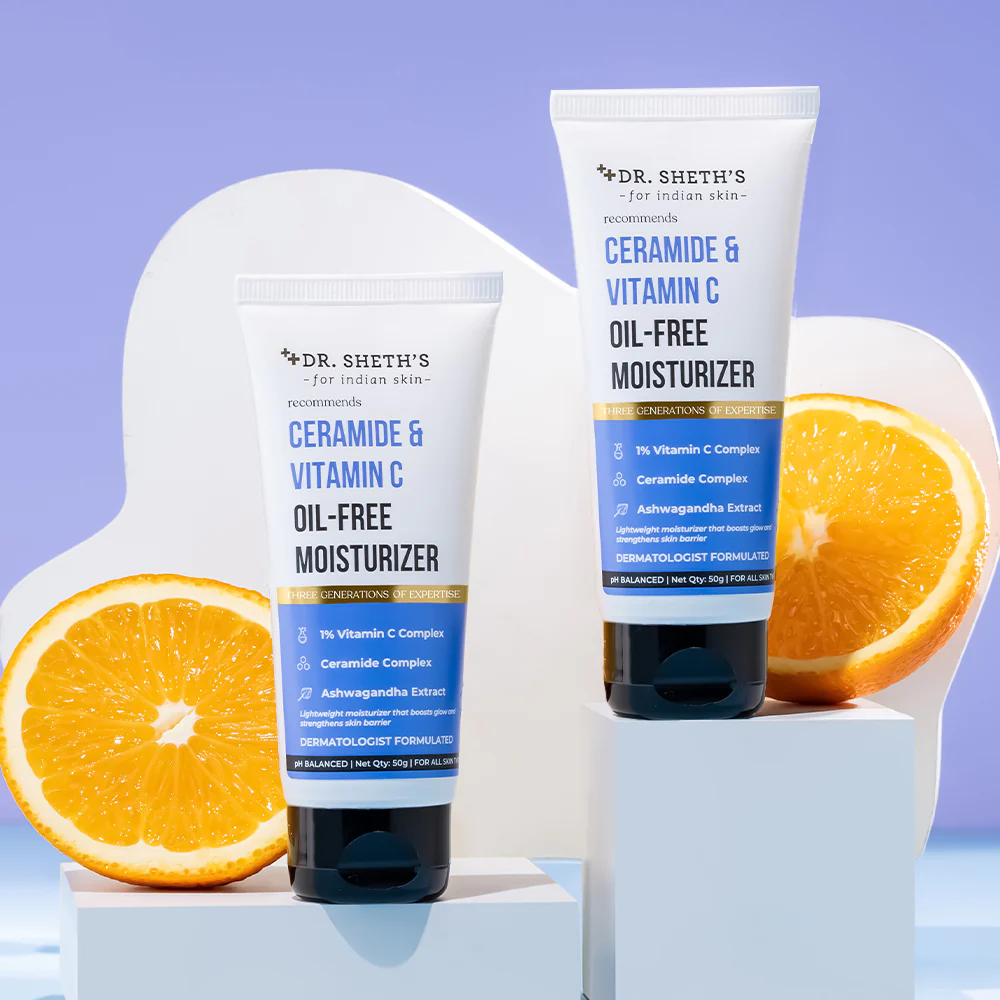 DR. SHETH'S
-for indian skin-
recommends
CERAMIDE &
VITAMIN C
OIL-FREE
MOISTURIZER
THREE GENERATIONS OF EXPERTISE
1% Vitamin C Complex
Ceramide Complex
Ashwagandha Extract
Lightweight moisturizer that boosts glow and
strengthens skin barrier
DERMATOLOGIST FORMULATED
pH BALANCED | Net Qty: 50g | FOR ALL SKIN
DR. SHETH'S
-for indian skin-
recommends
CERAMIDE &
VITAMIN C
OIL-FREE
MOISTURIZER
THREE GENERATIONS OF EXPERTISE
1% Vitamin C Complex
Ceramide Complex
Ashwagandha Extract
Lightweight moisturizer that boosts glow and
strengthens skin barrier
DERMATOLOGIST FORMULATED
pH BALANCED | Net Qty: 50g | FOR ALL SKIN